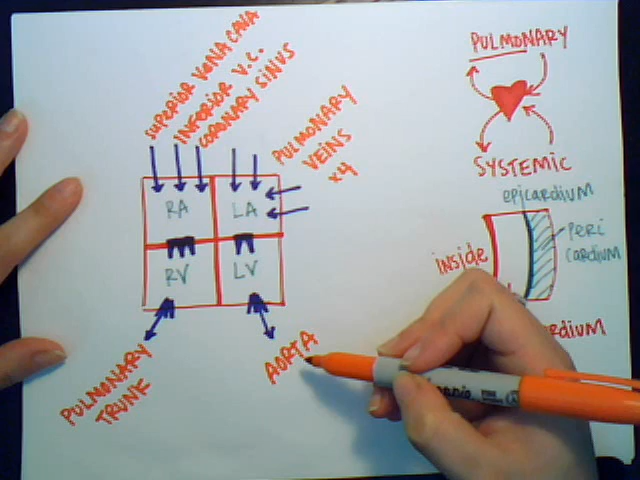 SUPERIOR VENA CAVA
INFERIOR V.C.
CORONARY SINUS
PULMONARY
VEINS
x4
RA
LA
RV
LV
PULMONARY
TRUNK
AORTA
PULMONARY
SYSTEMIC
epicardium
PERI
CARDIUM
inside